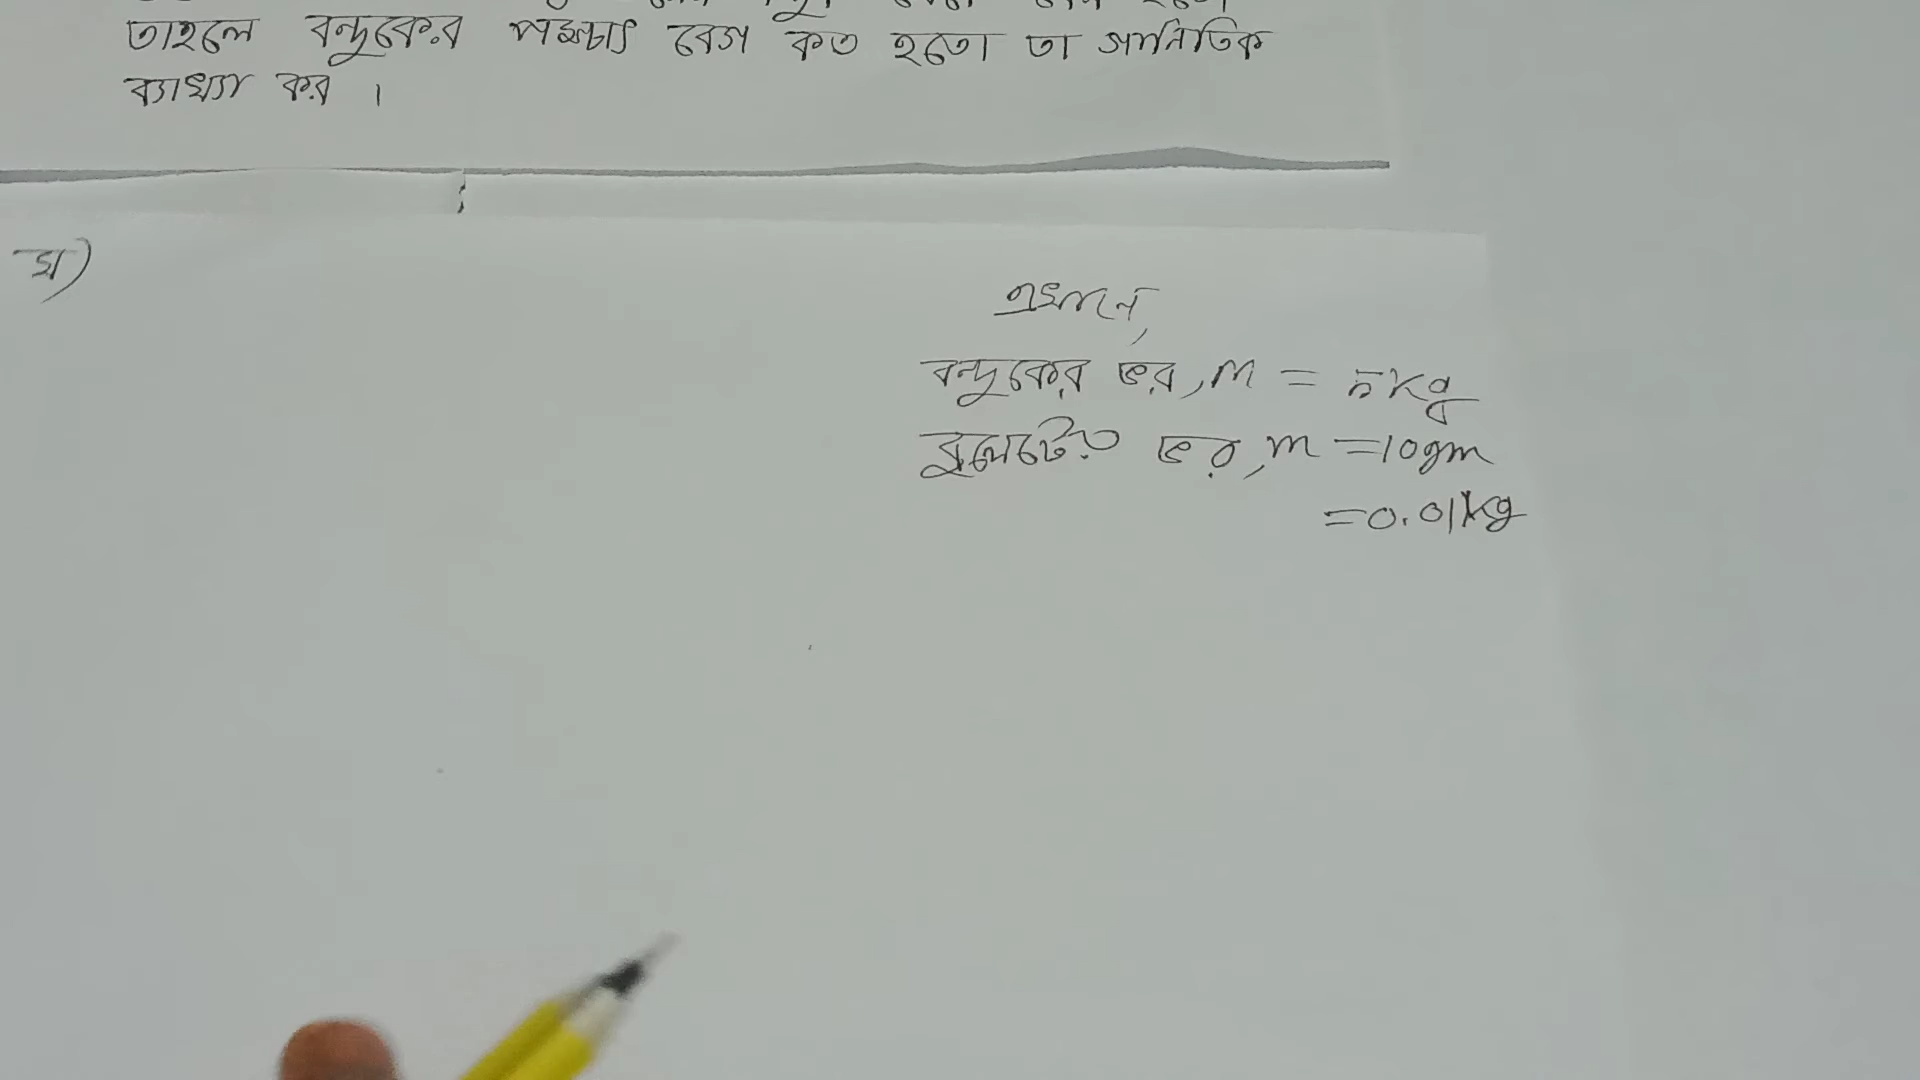 তাহলে বন্দুকের পশ্চাৎ বেগ কত হতো তা গানিতিক
ব্যাখ্যা কর ।
ঘ)
এখানে,
বন্দুকের ভর, M = 5kg
বুলেটের ভর, m = 10gm
= 0.01kg